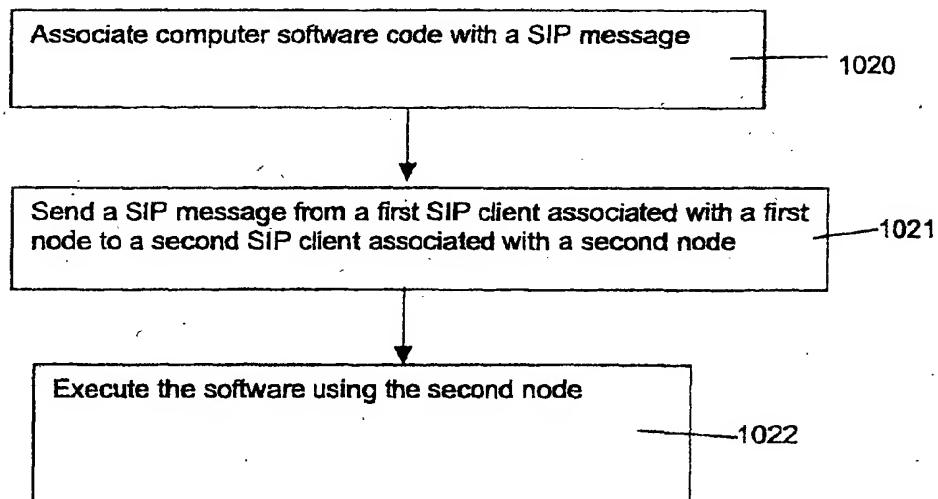 Associate computer software code with a SIP message
1020
Send a SIP message from a first SIP client associated with a first
node to a second SIP client associated with a second node
1021
Execute the software using the second node
1022